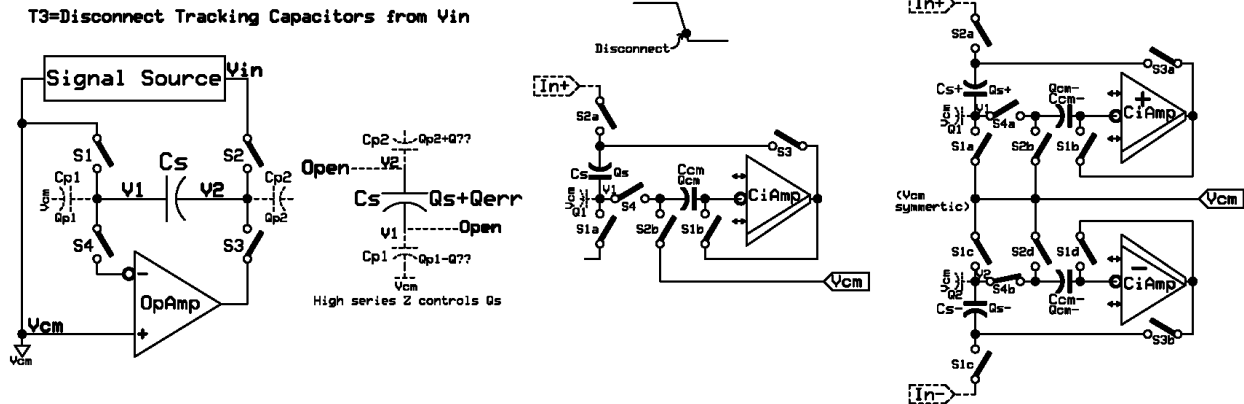 T3=Disconnect Tracking Capacitors from Vin
Signal Source
Vin
S1
S2
Cs
Cp1
Vcm
Qp1
V1
V2
Cp2
Qp2
S4
S3
OpAmp
-
+
Vcm
Vcm
Cp2
Qp2+Q??
V2
Open
Cs
Qs+Qerr
V1
Open
Cp1
Qp1-Q??
Vcm
High series Z controls Qs
Disconnect
In+
S2a
S3
Cs
Qs
Vcm
Q1
V1
S4
Ccm
Qcm
CiAmp
S1a
S2b
S1b
Vcm
In+
S2a
S3a
Cs+
Qs+
Qcm-
Ccm-
Vcm
Q1
V1
S4a
+
CiAmp
S1a
S2b
S1b
(Vcm
symmertic)
Vcm
S1c
S2d
S1d
Vcm
Q2
V2
S4b
Ccm-
Qcm-
-
CiAmp
Cs-
Qs-
S3b
S1c
In-